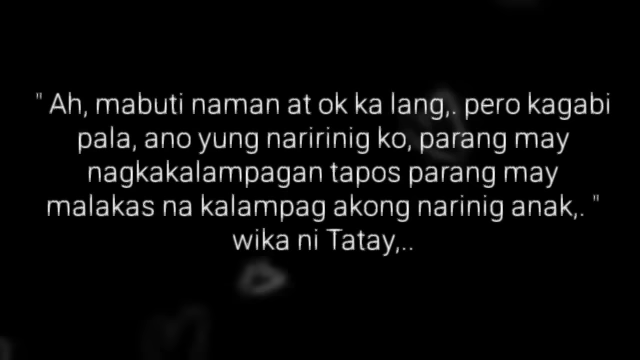 " Ah, mabuti naman at ok ka lang,. pero kagabi
pala, ano yung naririnig ko, parang may
nagkakalampagan tapos parang may
malakas na kalampag akong narinig anak,. "
wika ni Tatay,..